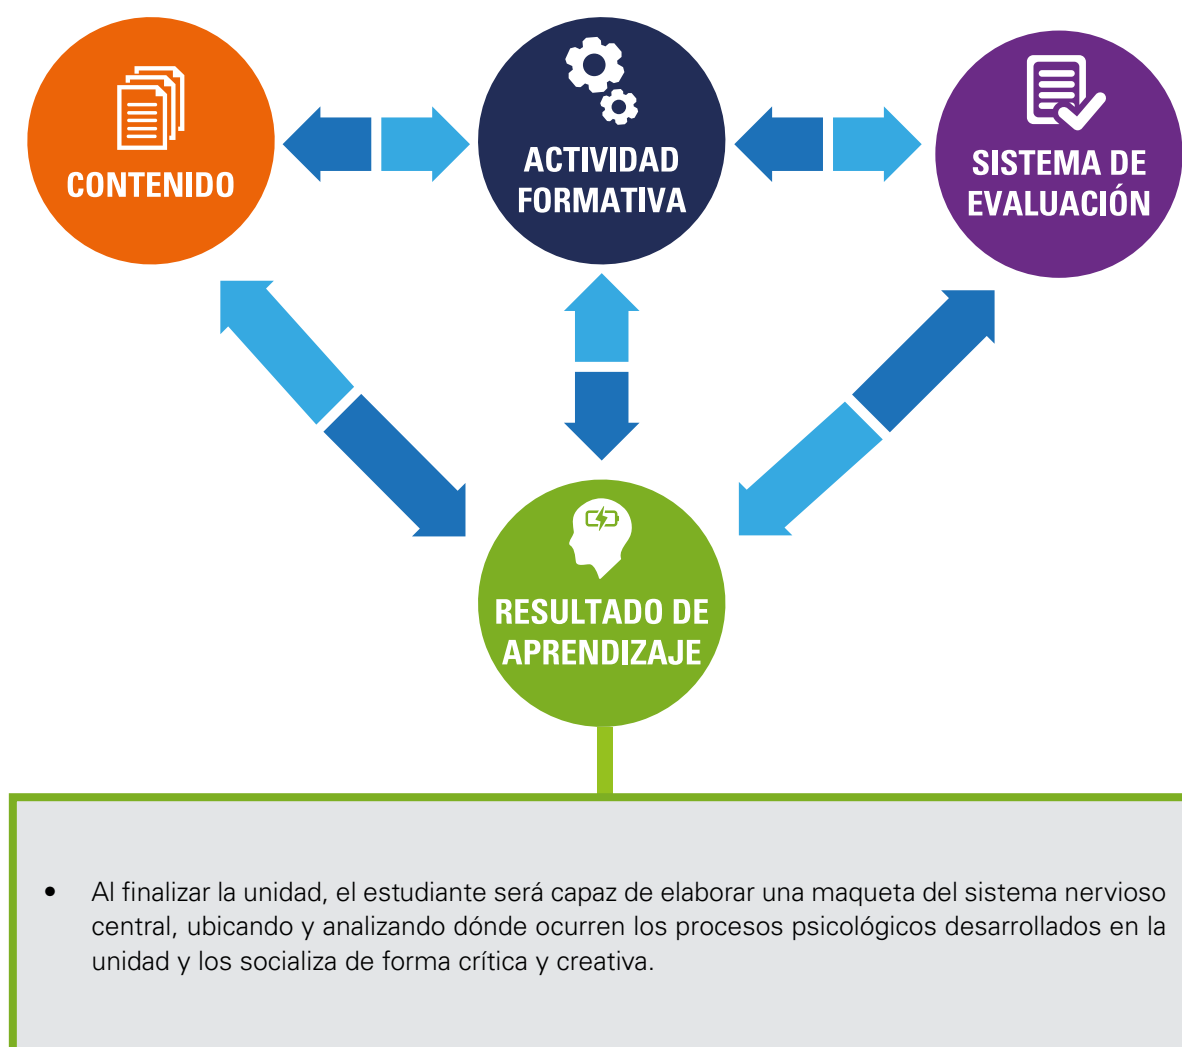 CONTENIDO
ACTIVIDAD
FORMATIVA
SISTEMA DE
EVALUACIÓN
RESULTADO DE
APRENDIZAJE
• Al finalizar la unidad, el estudiante será capaz de elaborar una maqueta del sistema nervioso
central, ubicando y analizando dónde ocurren los procesos psicológicos desarrollados en la
unidad y los socializa de forma crítica y creativa.